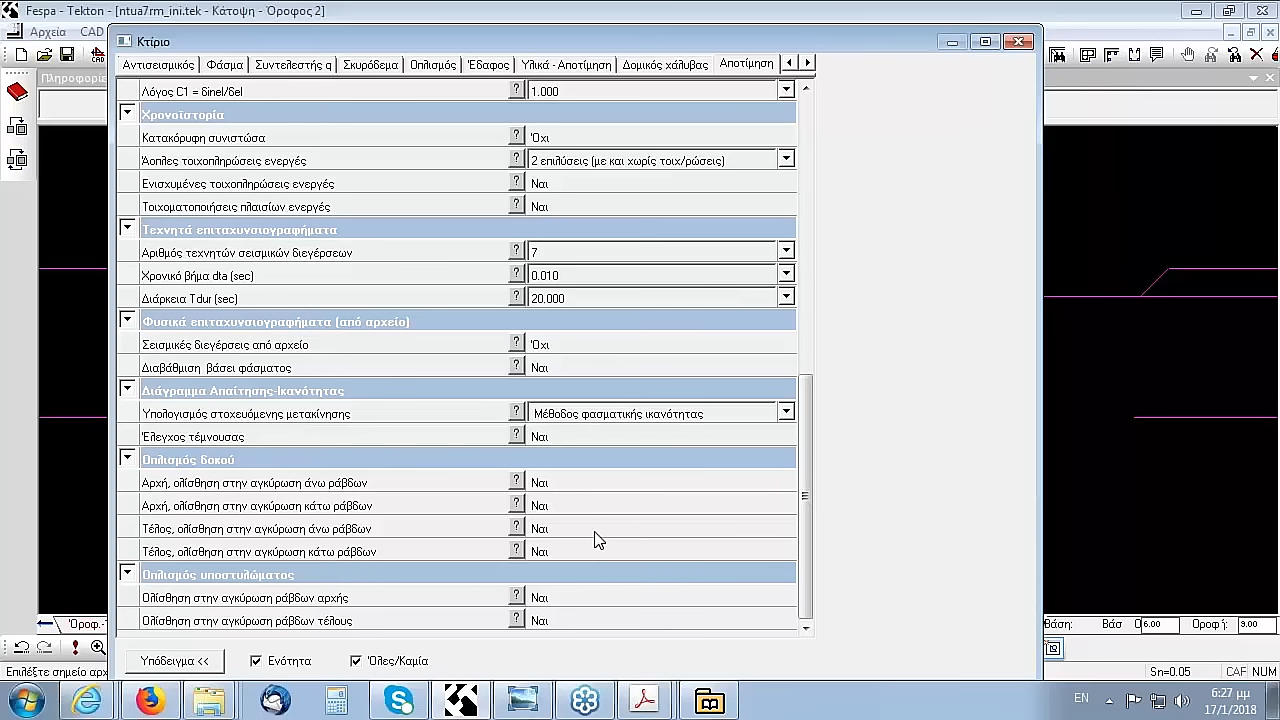 Fespa - Tekton - [ntua7rm_ini.tek - Κάτοψη - Όροφος 2]
Αρχεία CAD
Κτίριο
Πληροφορίε
Αντισεισμικός Φάσμα Συντελεστής q Σκυρόδεμα Οπλισμός Έδαφος Υλικά - Αποτίμηση Δομικός χάλυβας Αποτίμηση
Λόγος C1 = δinel/δel ? 1.000
Χρονοϊστορία
Κατακόρυφη συνιστώσα ? Όχι
Άοπλες τοιχοπληρώσεις ενεργές ? 2 επιλύσεις (με και χωρίς τοιχ/ρώσεις)
Ενισχυμένες τοιχοπληρώσεις ενεργές ? Ναι
Τοιχοματοποιήσεις πλαισίων ενεργές ? Ναι
Τεχνητά επιταχυνσιογραφήματα
Αριθμός τεχνητών σεισμικών διεγέρσεων ? 7
Χρονικό βήμα dta (sec) ? 0.010
Διάρκεια Tdur (sec) ? 20.000
Φυσικά επιταχυνσιογραφήματα (από αρχείο)
Σεισμικές διεγέρσεις από αρχείο ? Όχι
Διαβάθμιση βάσει φάσματος ? Ναι
Διάγραμμα Απαίτησης-Ικανότητας
Υπολογισμός στοχευόμενης μετακίνησης ? Μέθοδος φασματικής ικανότητας
Έλεγχος τέμνουσας ? Ναι
Οπλισμός δοκού
Αρχή, ολίσθηση στην αγκύρωση άνω ράβδων ? Ναι
Αρχή, ολίσθηση στην αγκύρωση κάτω ράβδων ? Ναι
Τέλος, ολίσθηση στην αγκύρωση άνω ράβδων ? Ναι
Τέλος, ολίσθηση στην αγκύρωση κάτω ράβδων ? Ναι
Οπλισμός υποστυλώματος
Ολίσθηση στην αγκύρωση ράβδων αρχής ? Ναι
Ολίσθηση στην αγκύρωση ράβδων τέλους ? Ναι
Όροφ.- Βάση: Βάσ 6.00 Οροφή: 9.00
Υπόδειγμα << Ενότητα Όλες/Καμία
Επιλέξτε σημείο αρχ Sn=0.05 CAF NUM
EN 6:27 μμ
17/1/2018